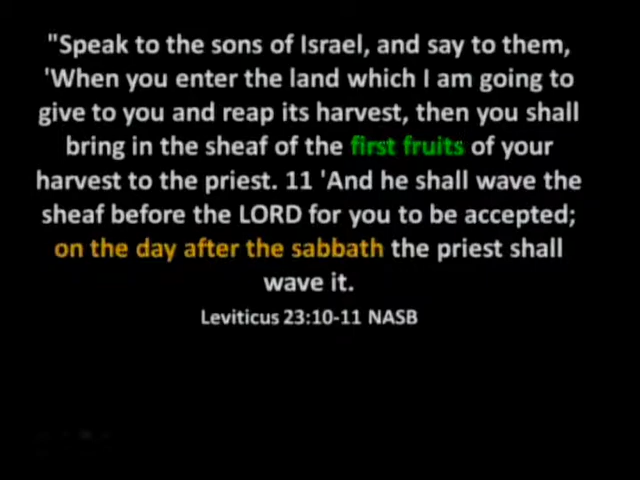 "Speak to the sons of Israel, and say to them,
'When you enter the land which I am going to
give to you and reap its harvest, then you shall
bring in the sheaf of the first fruits of your
harvest to the priest. 11 'And he shall wave the
sheaf before the LORD for you to be accepted;
on the day after the sabbath the priest shall
wave it.
Leviticus 23:10-11 NASB